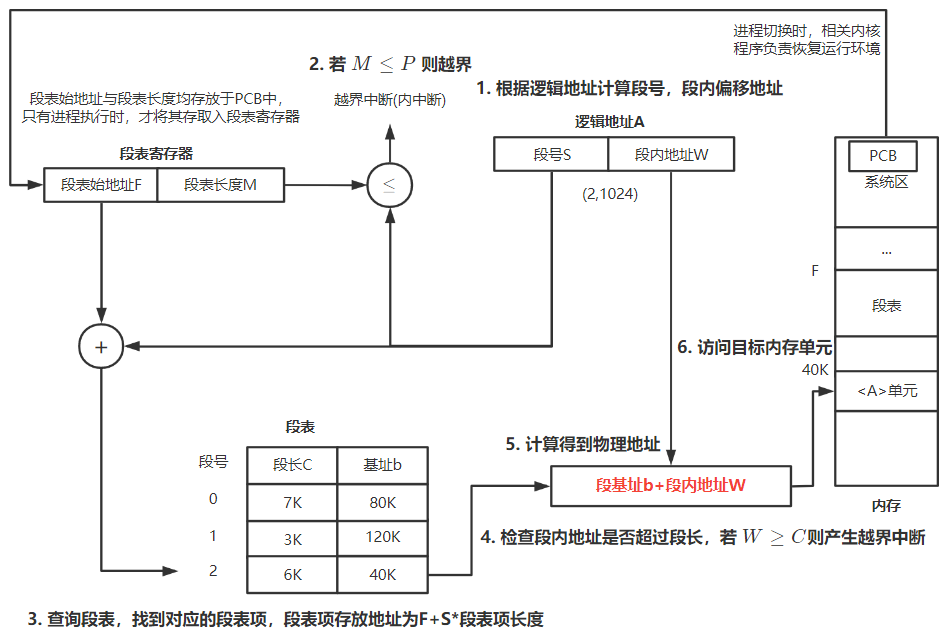 进程切换时，相关内核
程序负责恢复运行环境
2. 若 M ≤ P 则越界
1. 根据逻辑地址计算段号，段内偏移地址
段表始地址与段表长度均存放于PCB中，
只有进程执行时，才将其存取入段表寄存器
越界中断(内中断)
逻辑地址A
段表寄存器
段号S
段内地址W
PCB
段表始地址F
段表长度M
≤
系统区
(2,1024)
...
F
段表
+
6. 访问目标内存单元
40K
<A>单元
段表
5. 计算得到物理地址
段号
段长C
基址b
段基址b+段内地址W
0
7K
80K
内存
1
3K
120K
4. 检查段内地址是否超过段长，若 W ≥ C则产生越界中断
2
6K
40K
3. 查询段表，找到对应的段表项，段表项存放地址为F+S*段表项长度